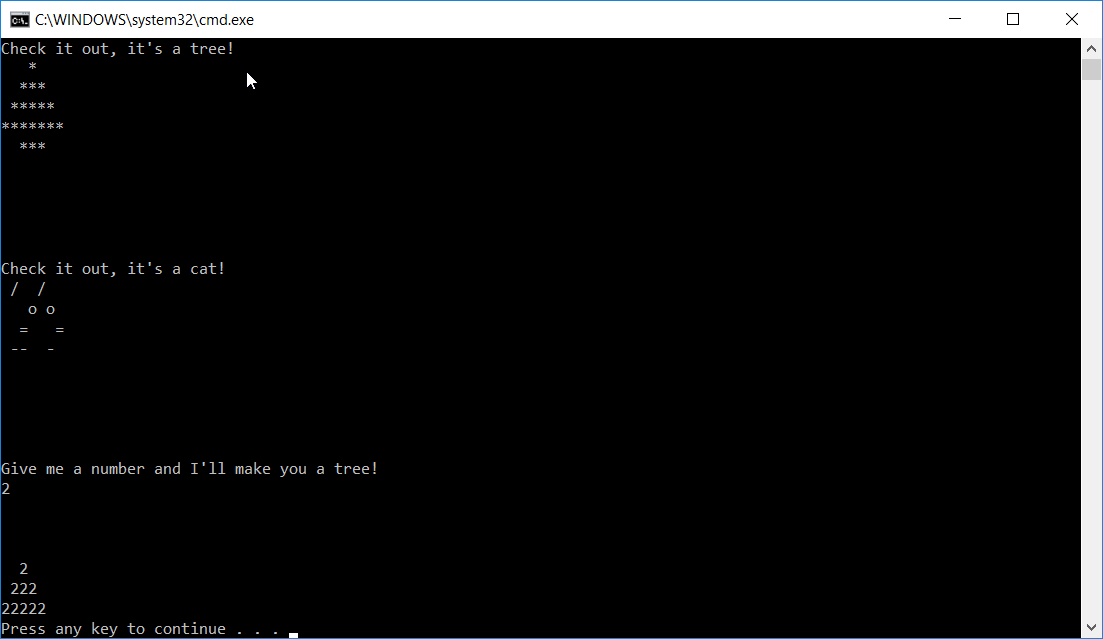 C:\WINDOWS\system32\cmd.exe
Check it out, it's a tree!
   *
  ***
 *****
*******
  ***
Check it out, it's a cat!
 /  /
   o o
  =   =
 --  -
Give me a number and I'll make you a tree!
2
  2
 222
22222
Press any key to continue . . .